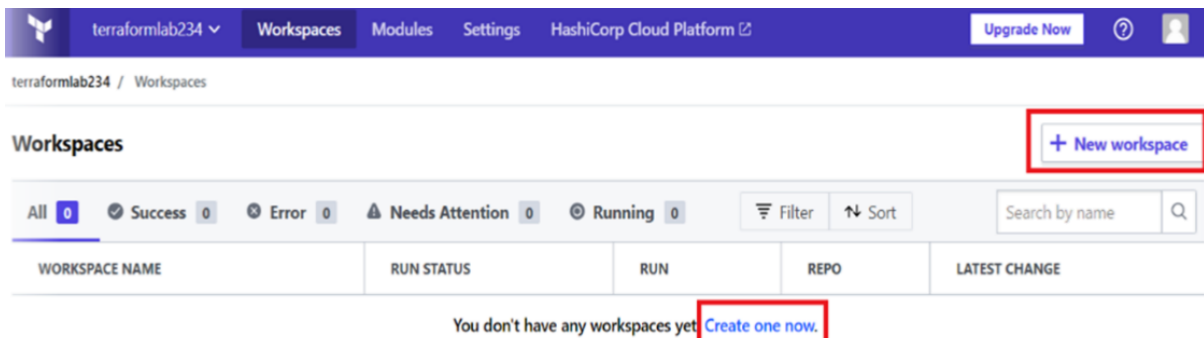 terraformlab234 Workspaces Modules Settings HashiCorp Cloud Platform Upgrade Now
terraformlab234 / Workspaces
Workspaces
+ New workspace
All 0 Success 0 Error 0 Needs Attention 0 Running 0 Filter Sort Search by name
WORKSPACE NAME RUN STATUS RUN REPO LATEST CHANGE
You don't have any workspaces yet Create one now.